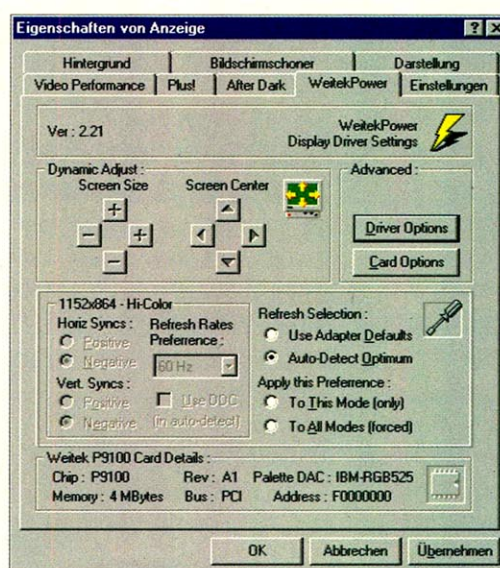 Eigenschaften von Anzeige
Hintergrund Bildschirmschoner Darstellung
Video Performance Plus! After Dark WeitekPower Einstellungen
Ver : 2.21
WeitekPower
Display Driver Settings
Dynamic Adjust :
Screen Size Screen Center
Advanced :
Driver Options
Card Options
1152x864 - Hi-Color
Horiz Syncs :
Positive
Negative
Vert. Syncs :
Positive
Negative
Refresh Rates
Preferrence :
60 Hz
Use DDC
(in auto-detect)
Refresh Selection :
Use Adapter Defaults
Auto-Detect Optimum
Apply this Preferrence :
To This Mode (only)
To All Modes (forced)
Weitek P9100 Card Details :
Chip : P9100 Rev : A1 Palette DAC : IBM-RGB525
Memory : 4 MBytes Bus : PCI Address : F0000000
OK Abbrechen Übernehmen